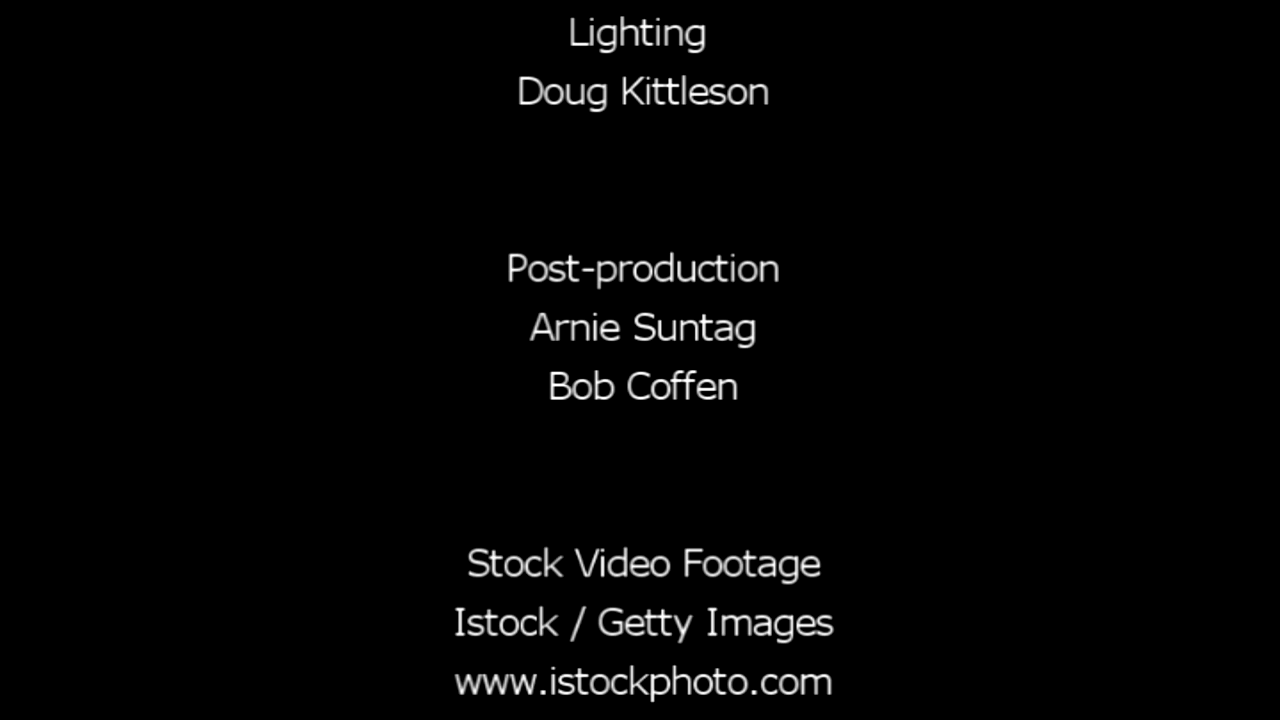 Lighting
Doug Kittleson
Post-production
Arnie Suntag
Bob Coffen
Stock Video Footage
Istock / Getty Images
www.istockphoto.com